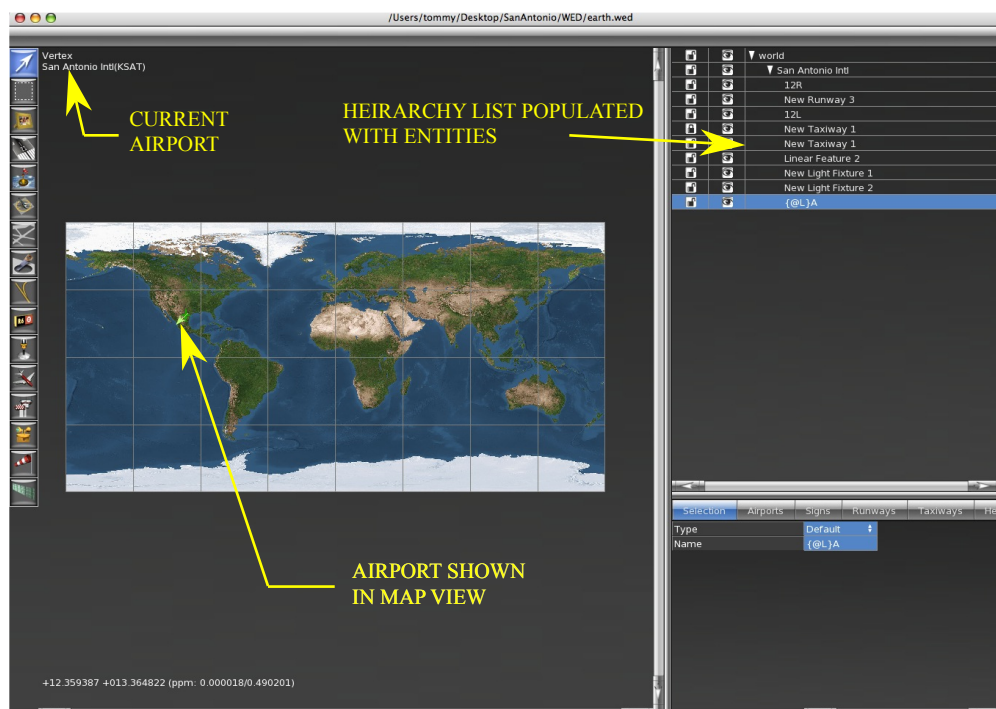 /Users/tommy/Desktop/SanAntonio/WED/earth.wed
Vertex
San Antonio Intl(KSAT)
CURRENT
AIRPORT
HEIRARCHY LIST POPULATED
WITH ENTITIES
AIRPORT SHOWN
IN MAP VIEW
+12.359387 +013.364822 (ppm: 0.000018/0.490201)
world
San Antonio Intl
12R
New Runway 3
12L
New Taxiway 1
New Taxiway 1
Linear Feature 2
New Light Fixture 1
New Light Fixture 2
{@L}A
Selection Airports Signs Runways Taxiways He
Type Default
Name {@L}A